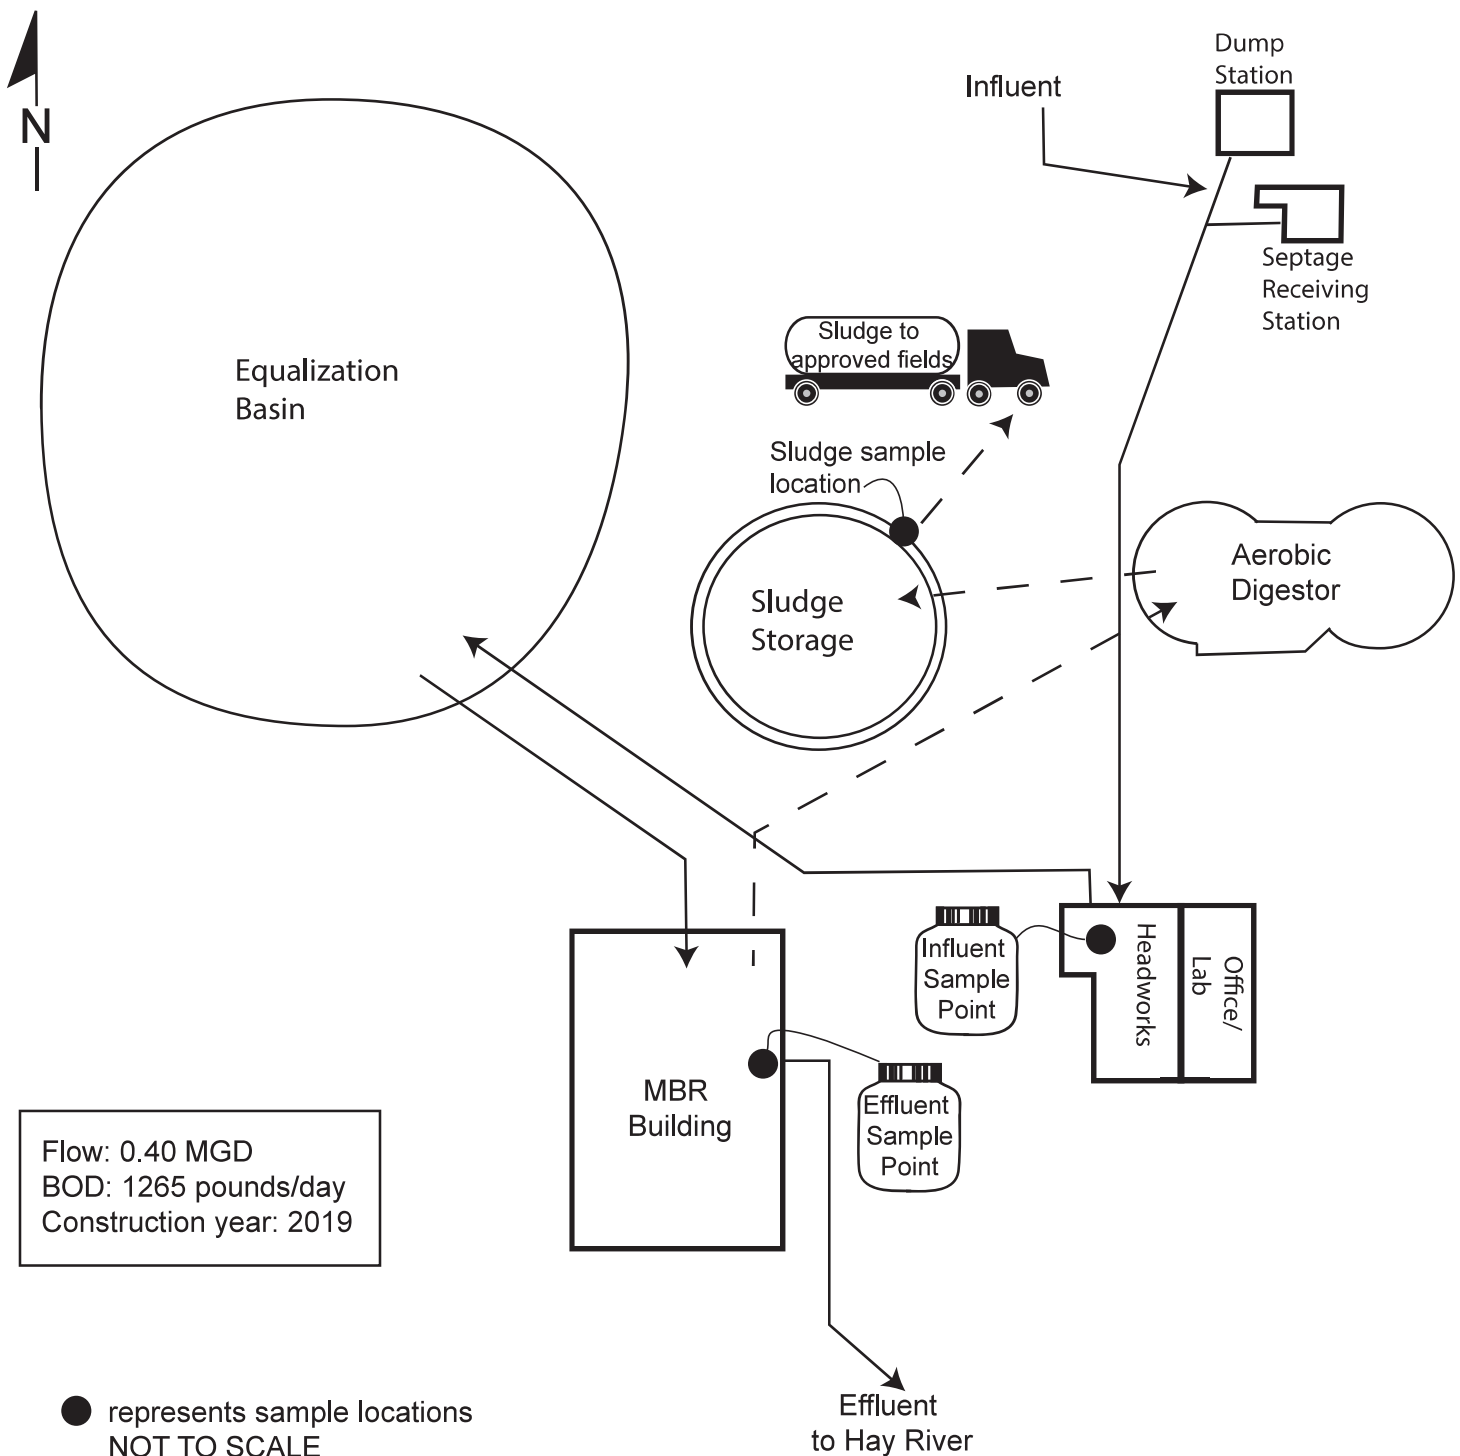 N
Dump
Station
Influent
Septage
Receiving
Station
Sludge to
approved fields
Equalization
Basin
Sludge sample
location
Aerobic
Digestor
Sludge
Storage
Influent
Sample
Point
Headworks
Office/
Lab
MBR
Building
Effluent
Sample
Point
Flow: 0.40 MGD
BOD: 1265 pounds/day
Construction year: 2019
Effluent
to Hay River
represents sample locations
NOT TO SCALE